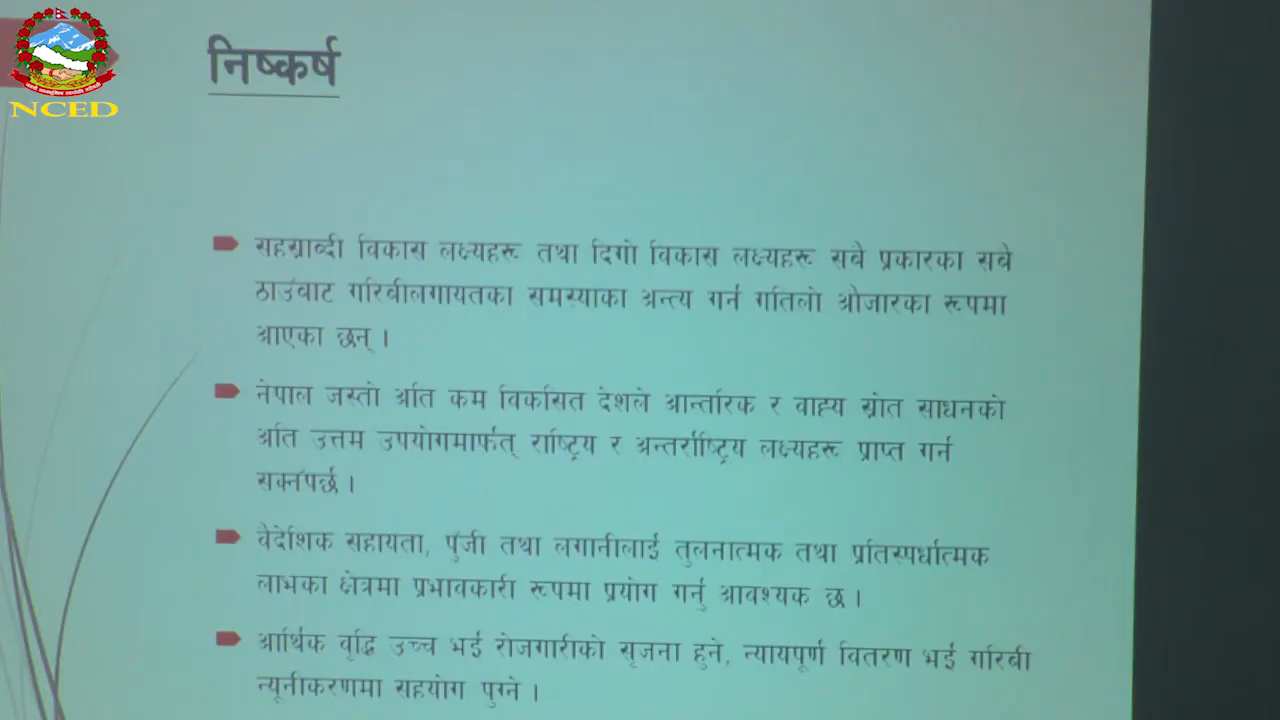 NCED
निष्कर्ष
सहस्राब्दी विकास लक्ष्यहरू तथा दिगो विकास लक्ष्यहरू सबै प्रकारका सबै
ठाउँबाट गरिबीलगायतका समस्याका अन्त्य गर्न गतिलो औजारका रूपमा
आएका छन् ।
नेपाल जस्तो अति कम विकसित देशले आन्तरिक र वाह्य स्रोत साधनको
अति उत्तम उपयोगमार्फत् राष्ट्रिय र अन्तर्राष्ट्रिय लक्ष्यहरू प्राप्त गर्न
सक्नुपर्छ ।
वैदेशिक सहायता, पुँजी तथा लगानीलाई तुलनात्मक तथा प्रतिस्पर्धात्मक
लाभका क्षेत्रमा प्रभावकारी रूपमा प्रयोग गर्नु आवश्यक छ ।
आर्थिक वृद्धि उच्च भई रोजगारीको सृजना हुने, न्यायपूर्ण वितरण भई गरिबी
न्यूनीकरणमा सहयोग पुग्ने ।